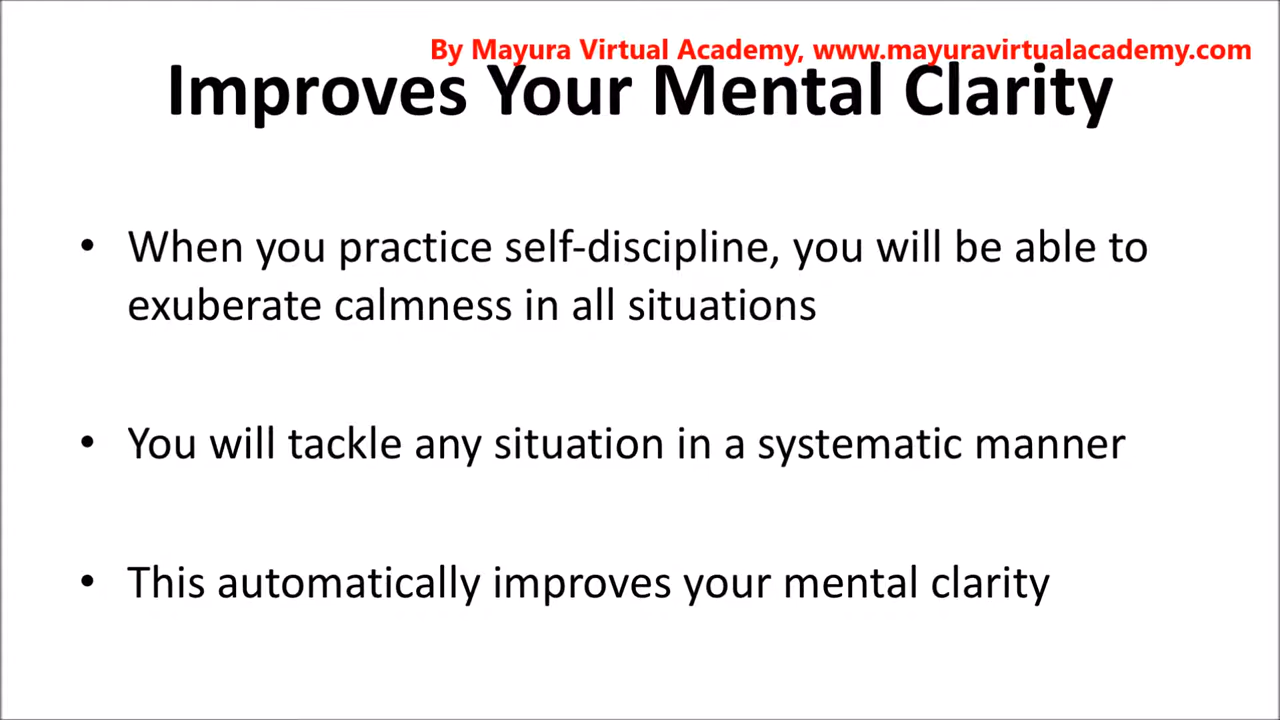 By Mayura Virtual Academy, www.mayuravirtualacademy.com
Improves Your Mental Clarity
• When you practice self-discipline, you will be able to
exuberate calmness in all situations
• You will tackle any situation in a systematic manner
• This automatically improves your mental clarity